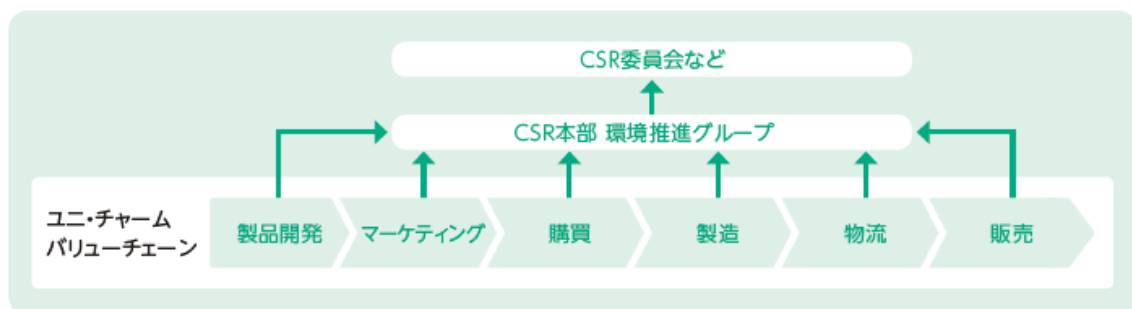 CSR委員会など
CSR本部 環境推進グループ
ユニ・チャーム
バリューチェーン
製品開発
マーケティング
購買
製造
物流
販売